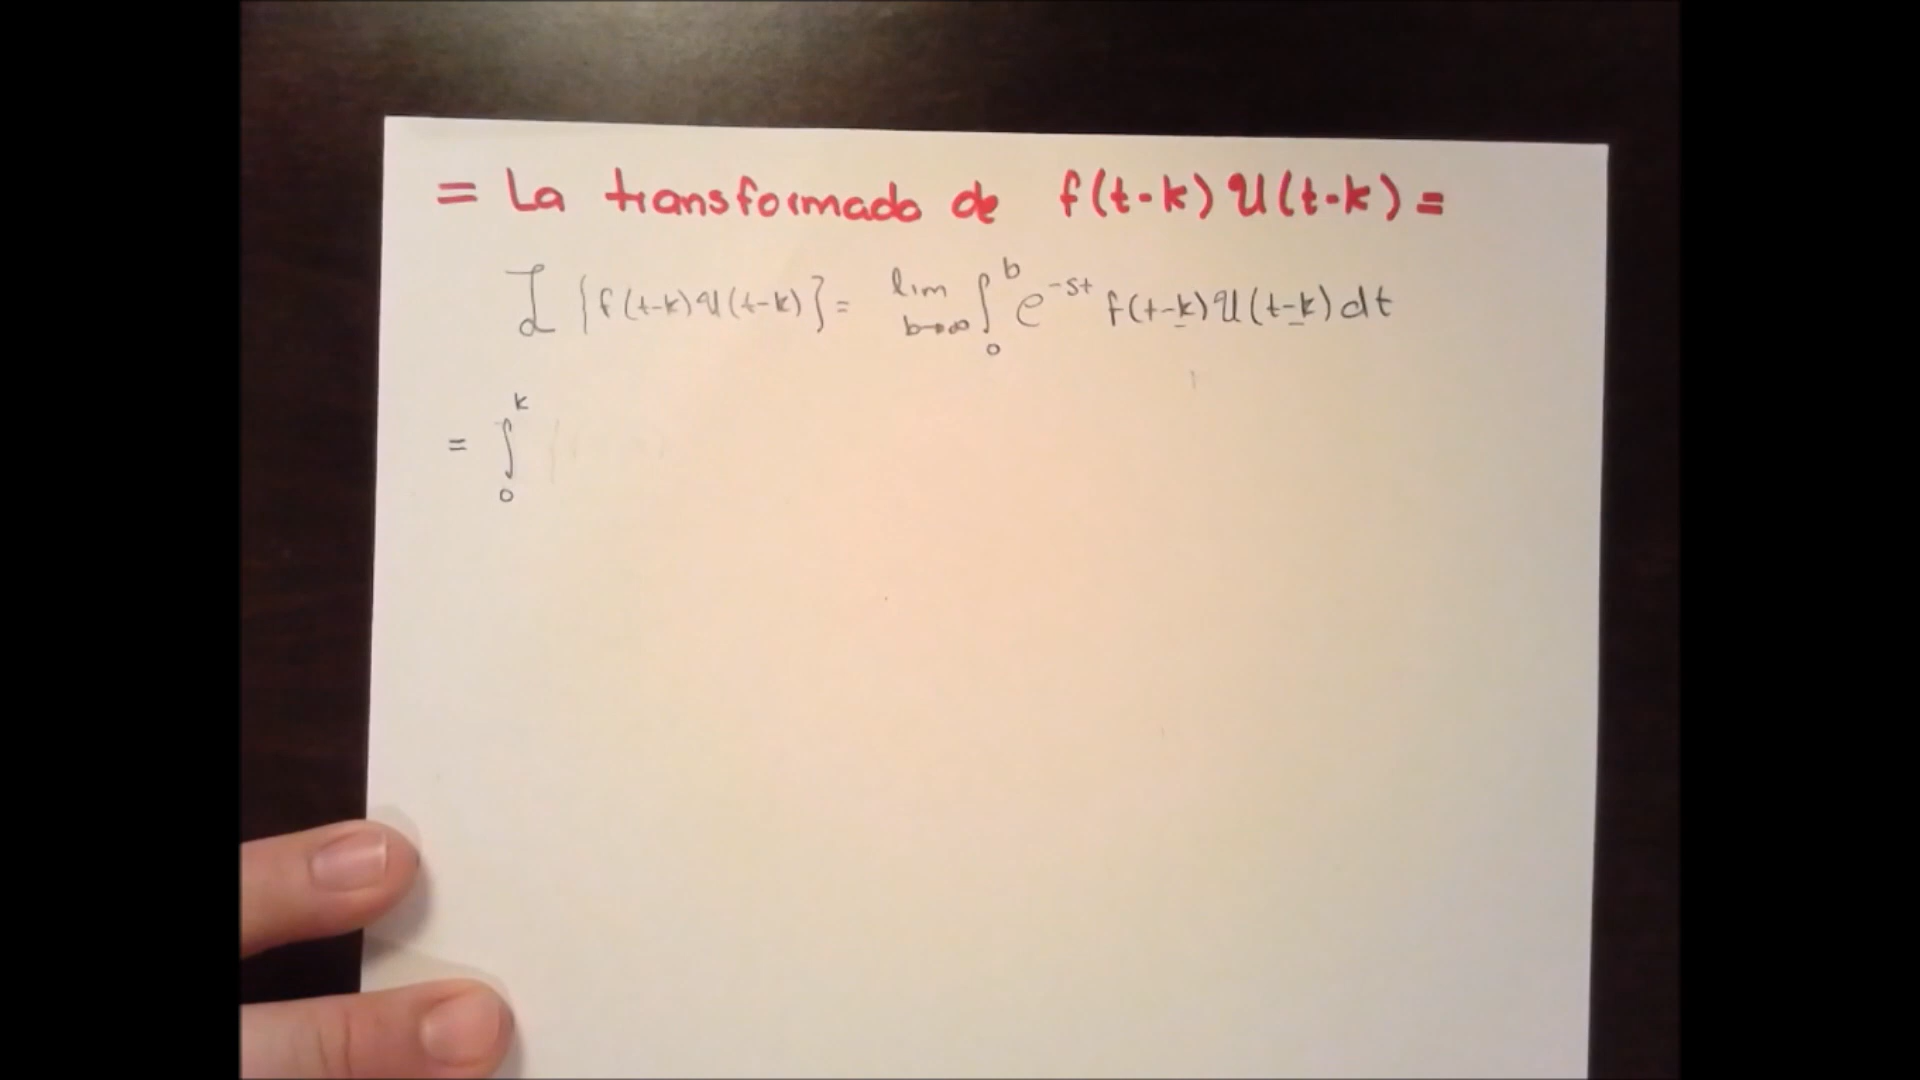 = La transformada de f(t-k) U(t-k) =
ℒ {f(t-k) U(t-k)} = lim b→∞ ∫₀ᵇ e^-st f(t-k) U(t-k) dt
= ∫₀ᵏ